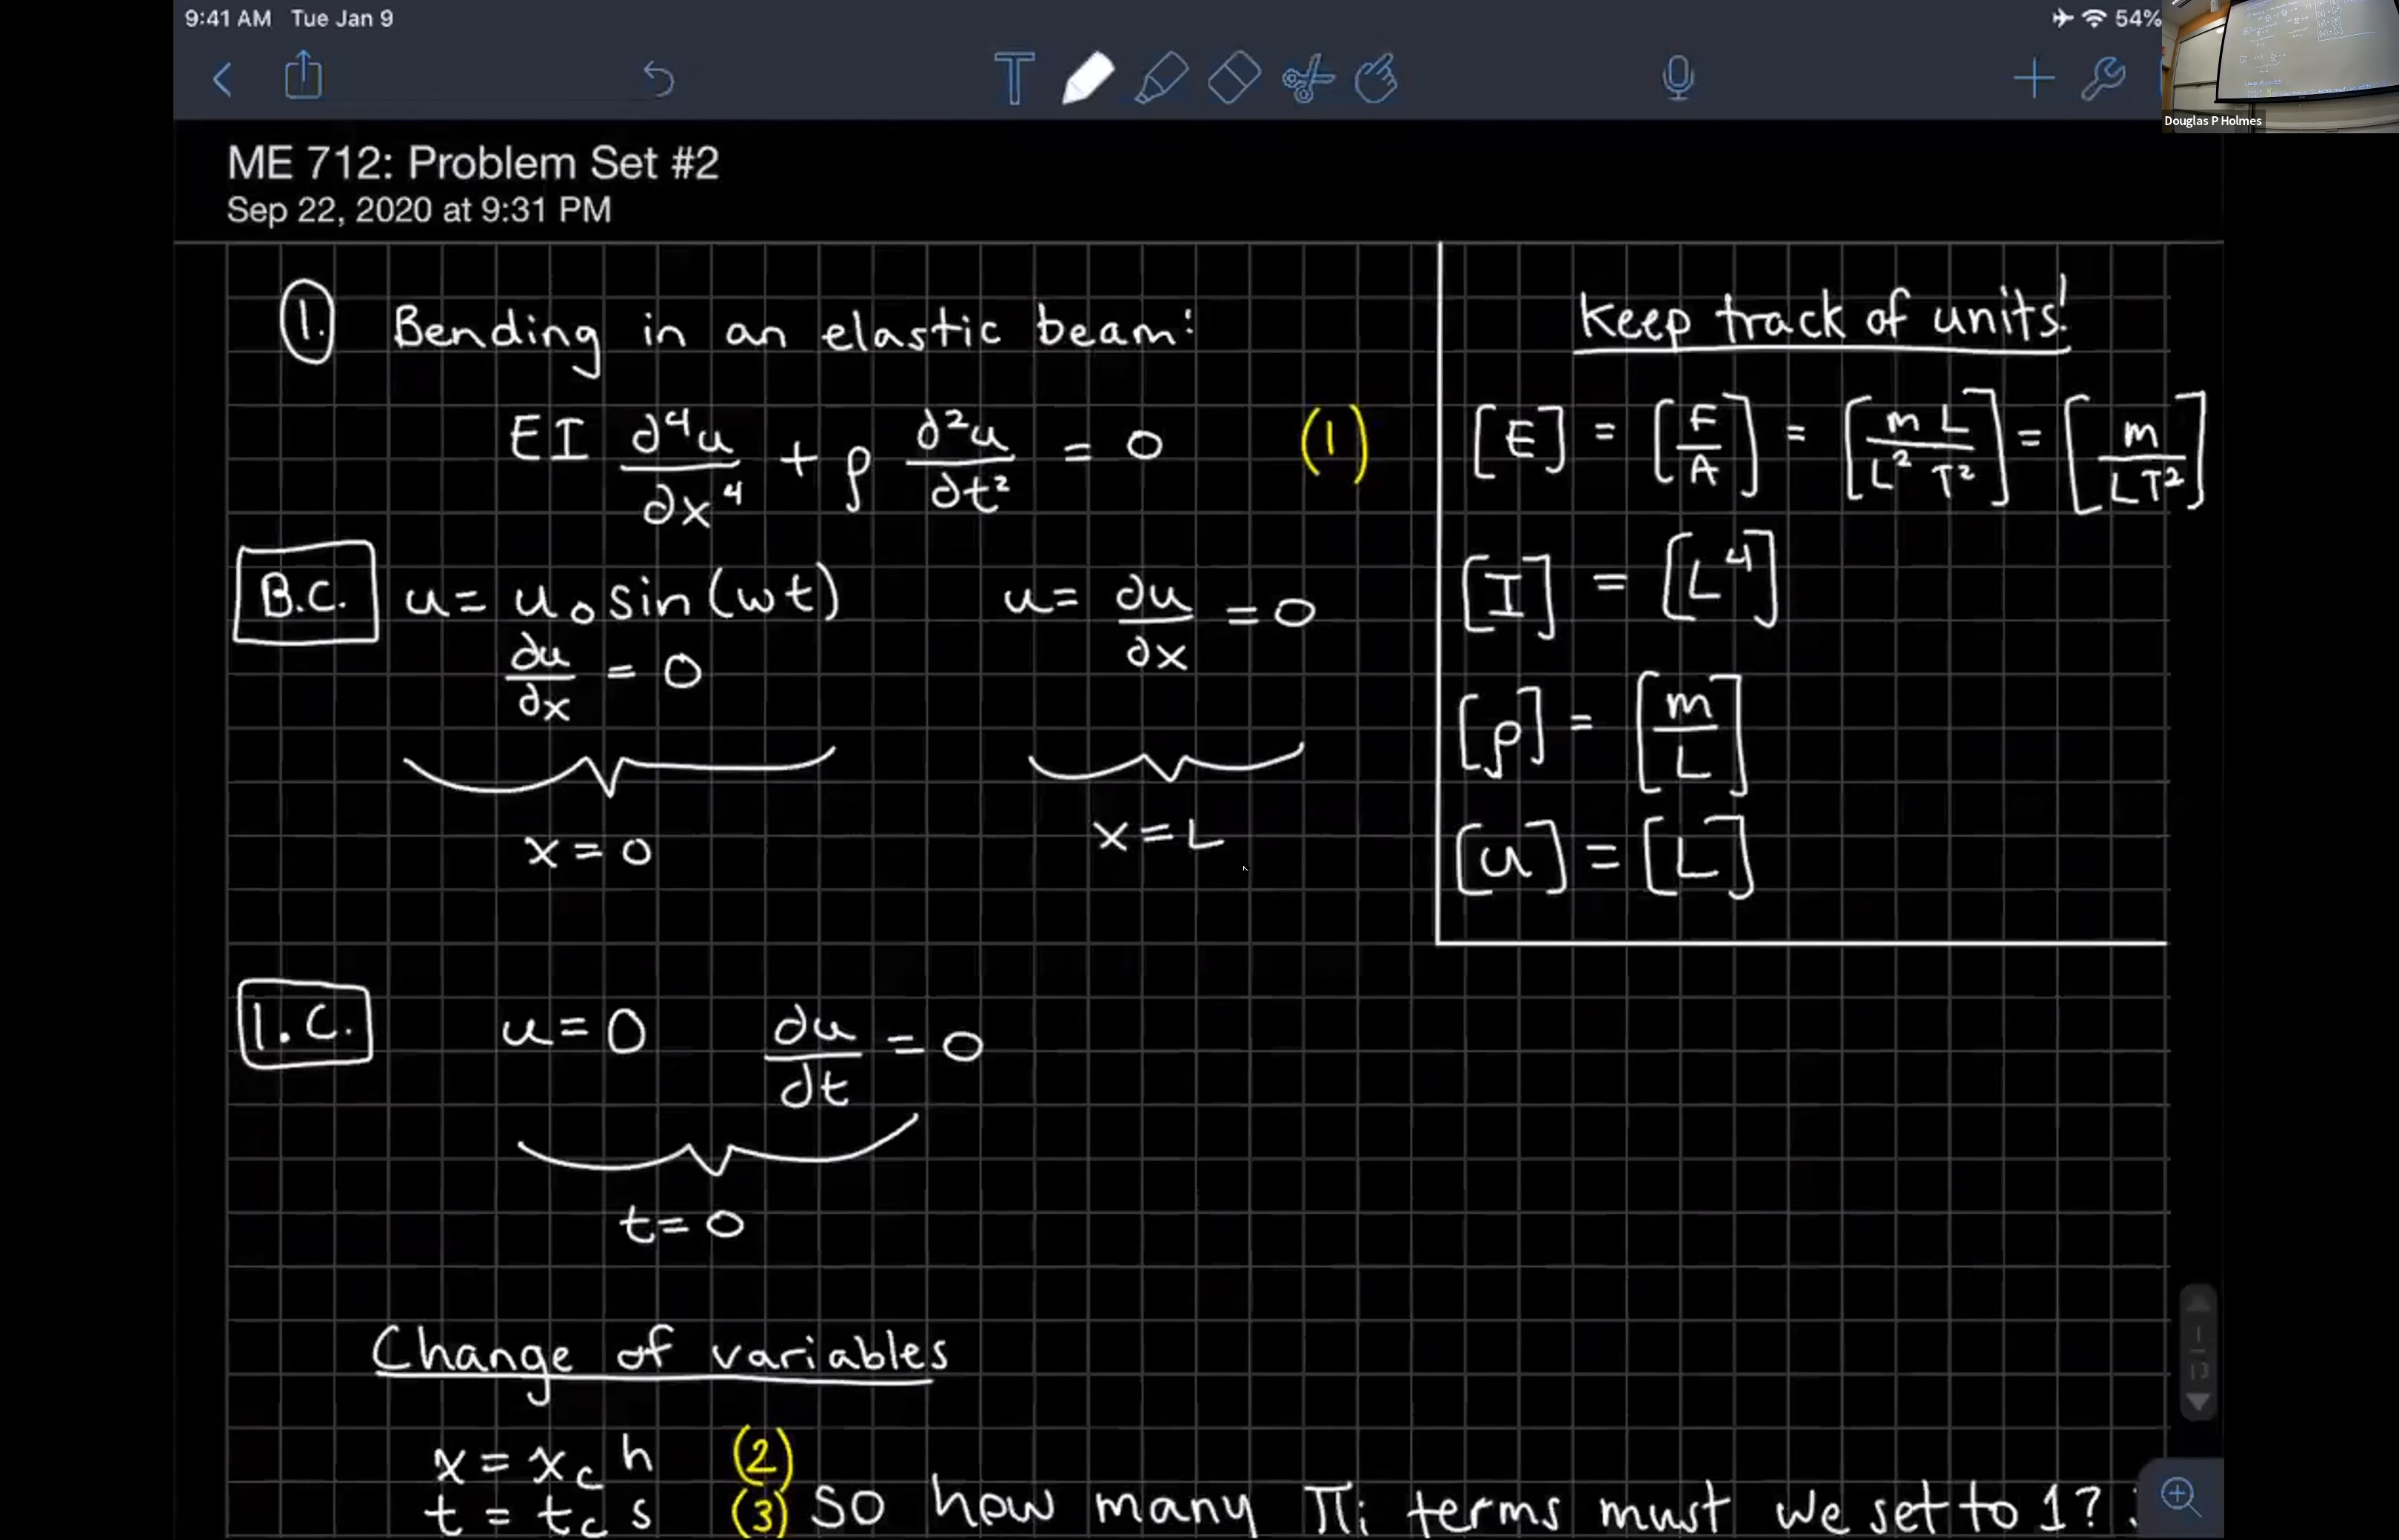 9:41 AM Tue Jan 9
54%
Douglas P Holmes
ME 712: Problem Set #2
Sep 22, 2020 at 9:31 PM
1. Bending in an elastic beam:
EI ∂⁴u/∂x⁴ + ρ ∂²u/∂t² = 0 (1)
B.C. u = u₀ sin(ωt) u = ∂u/∂x = 0
∂u/∂x = 0
x = 0 x = L
I.C. u = 0 ∂u/∂t = 0
t = 0
Keep track of units!
[E] = [F/A] = [m L/L² T²] = [m/LT²]
[I] = [L⁴]
[ρ] = [m/L]
[u] = [L]
Change of variables
x = x_c h (2)
t = t_c s (3) So how many πᵢ terms must we set to 1?